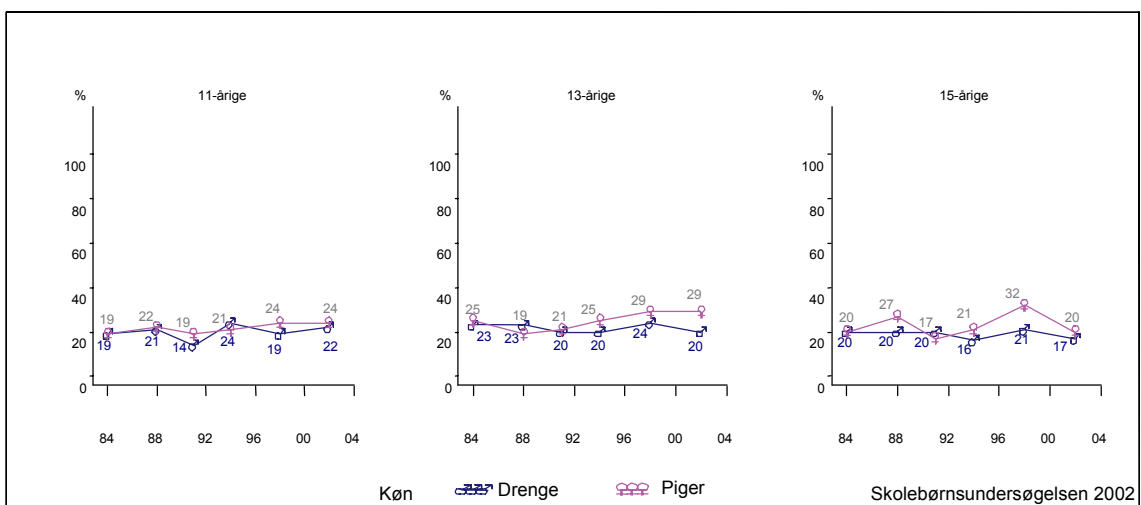 % 11-årige
% 13-årige
% 15-årige
100
80
60
40
20
0
19 22 19 21 24 24
19 21 14 24 19 22
84 88 92 96 00 04
100
80
60
40
20
0
25 19 21 25 29 29
23 23 20 20 24 20
84 88 92 96 00 04
100
80
60
40
20
0
20 27 17 21 32 20
20 20 20 16 21 17
84 88 92 96 00 04
Køn Drenge Piger Skolebørnsundersøgelsen 2002